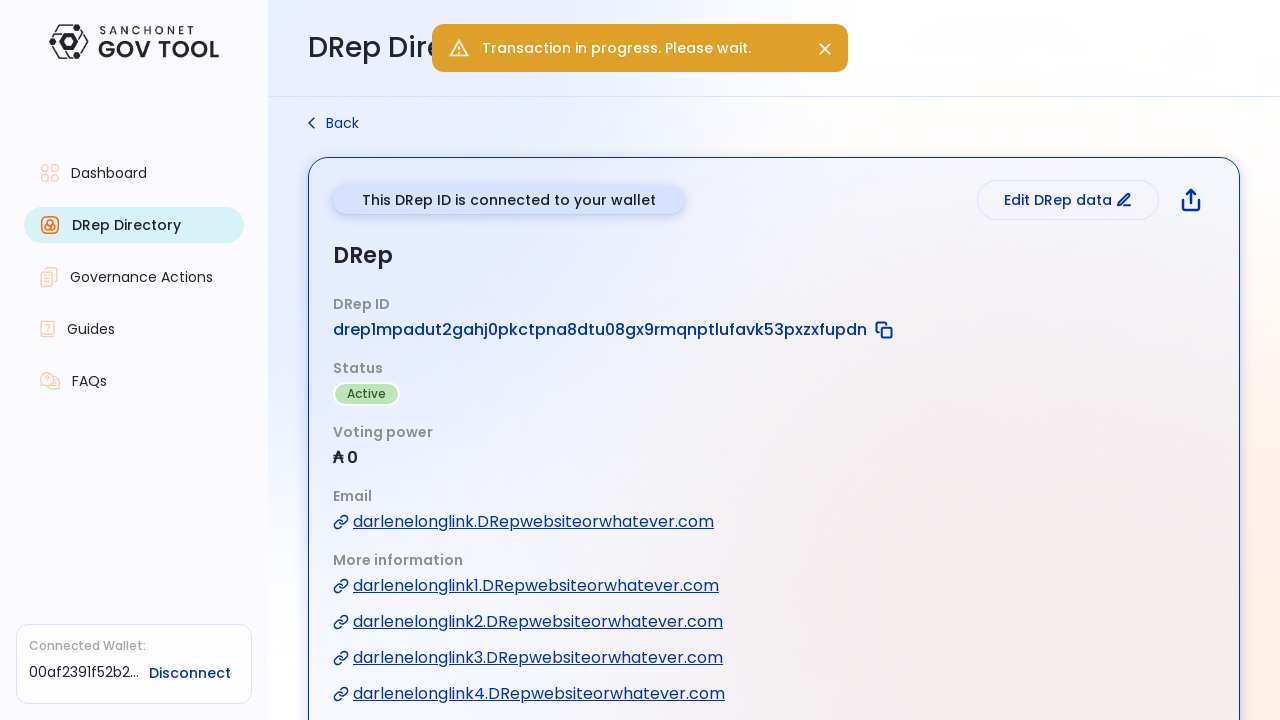 SANCHONET
GOV TOOL
DRep Dire
Transaction in progress. Please wait.
Back
Dashboard
DRep Directory
Governance Actions
Guides
FAQs
This DRep ID is connected to your wallet
Edit DRep data
DRep
DRep ID
drep1mpadut2gahj0pkctpna8dtu08gx9rmqnptlufavk53pxzxfupdn
Status
Active
Voting power
₳ 0
Email
darlenelonglink.DRepwebsiteorwhatever.com
More information
darlenelonglink1.DRepwebsiteorwhatever.com
darlenelonglink2.DRepwebsiteorwhatever.com
darlenelonglink3.DRepwebsiteorwhatever.com
darlenelonglink4.DRepwebsiteorwhatever.com
Connected Wallet:
00af2391f52b2... Disconnect